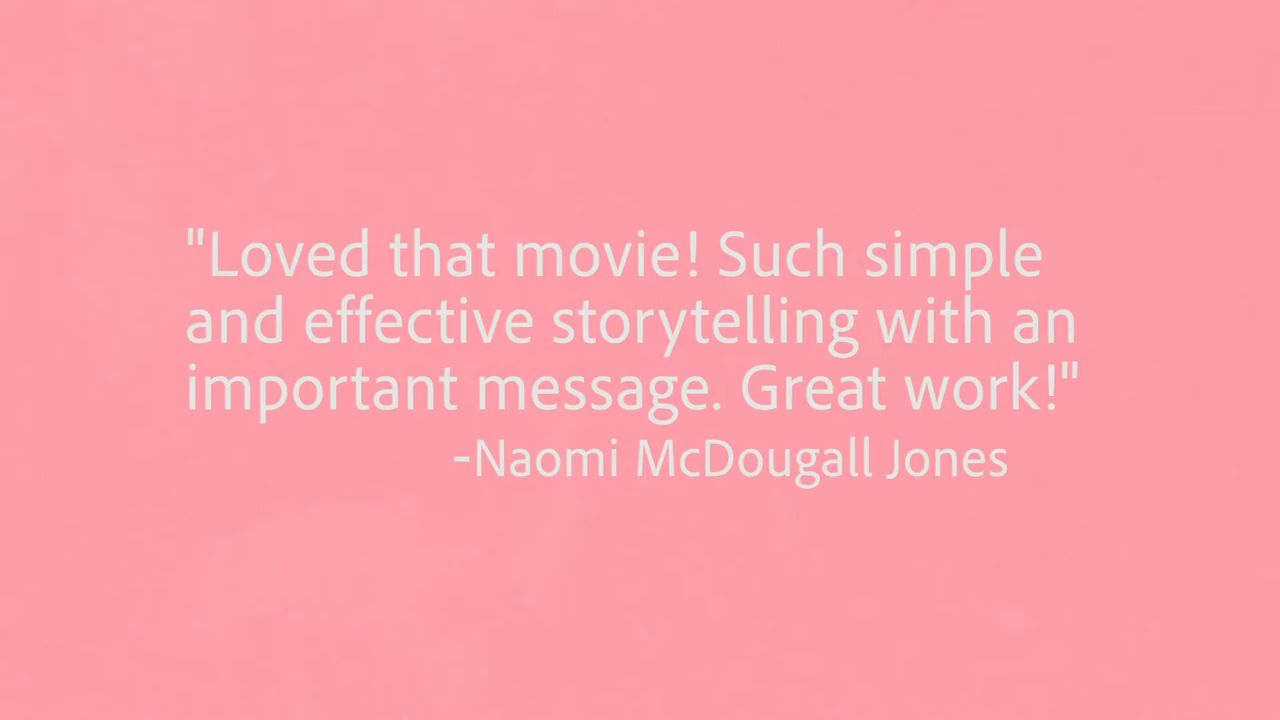 "Loved that movie! Such simple
and effective storytelling with an
important message. Great work!"
-Naomi McDougall Jones